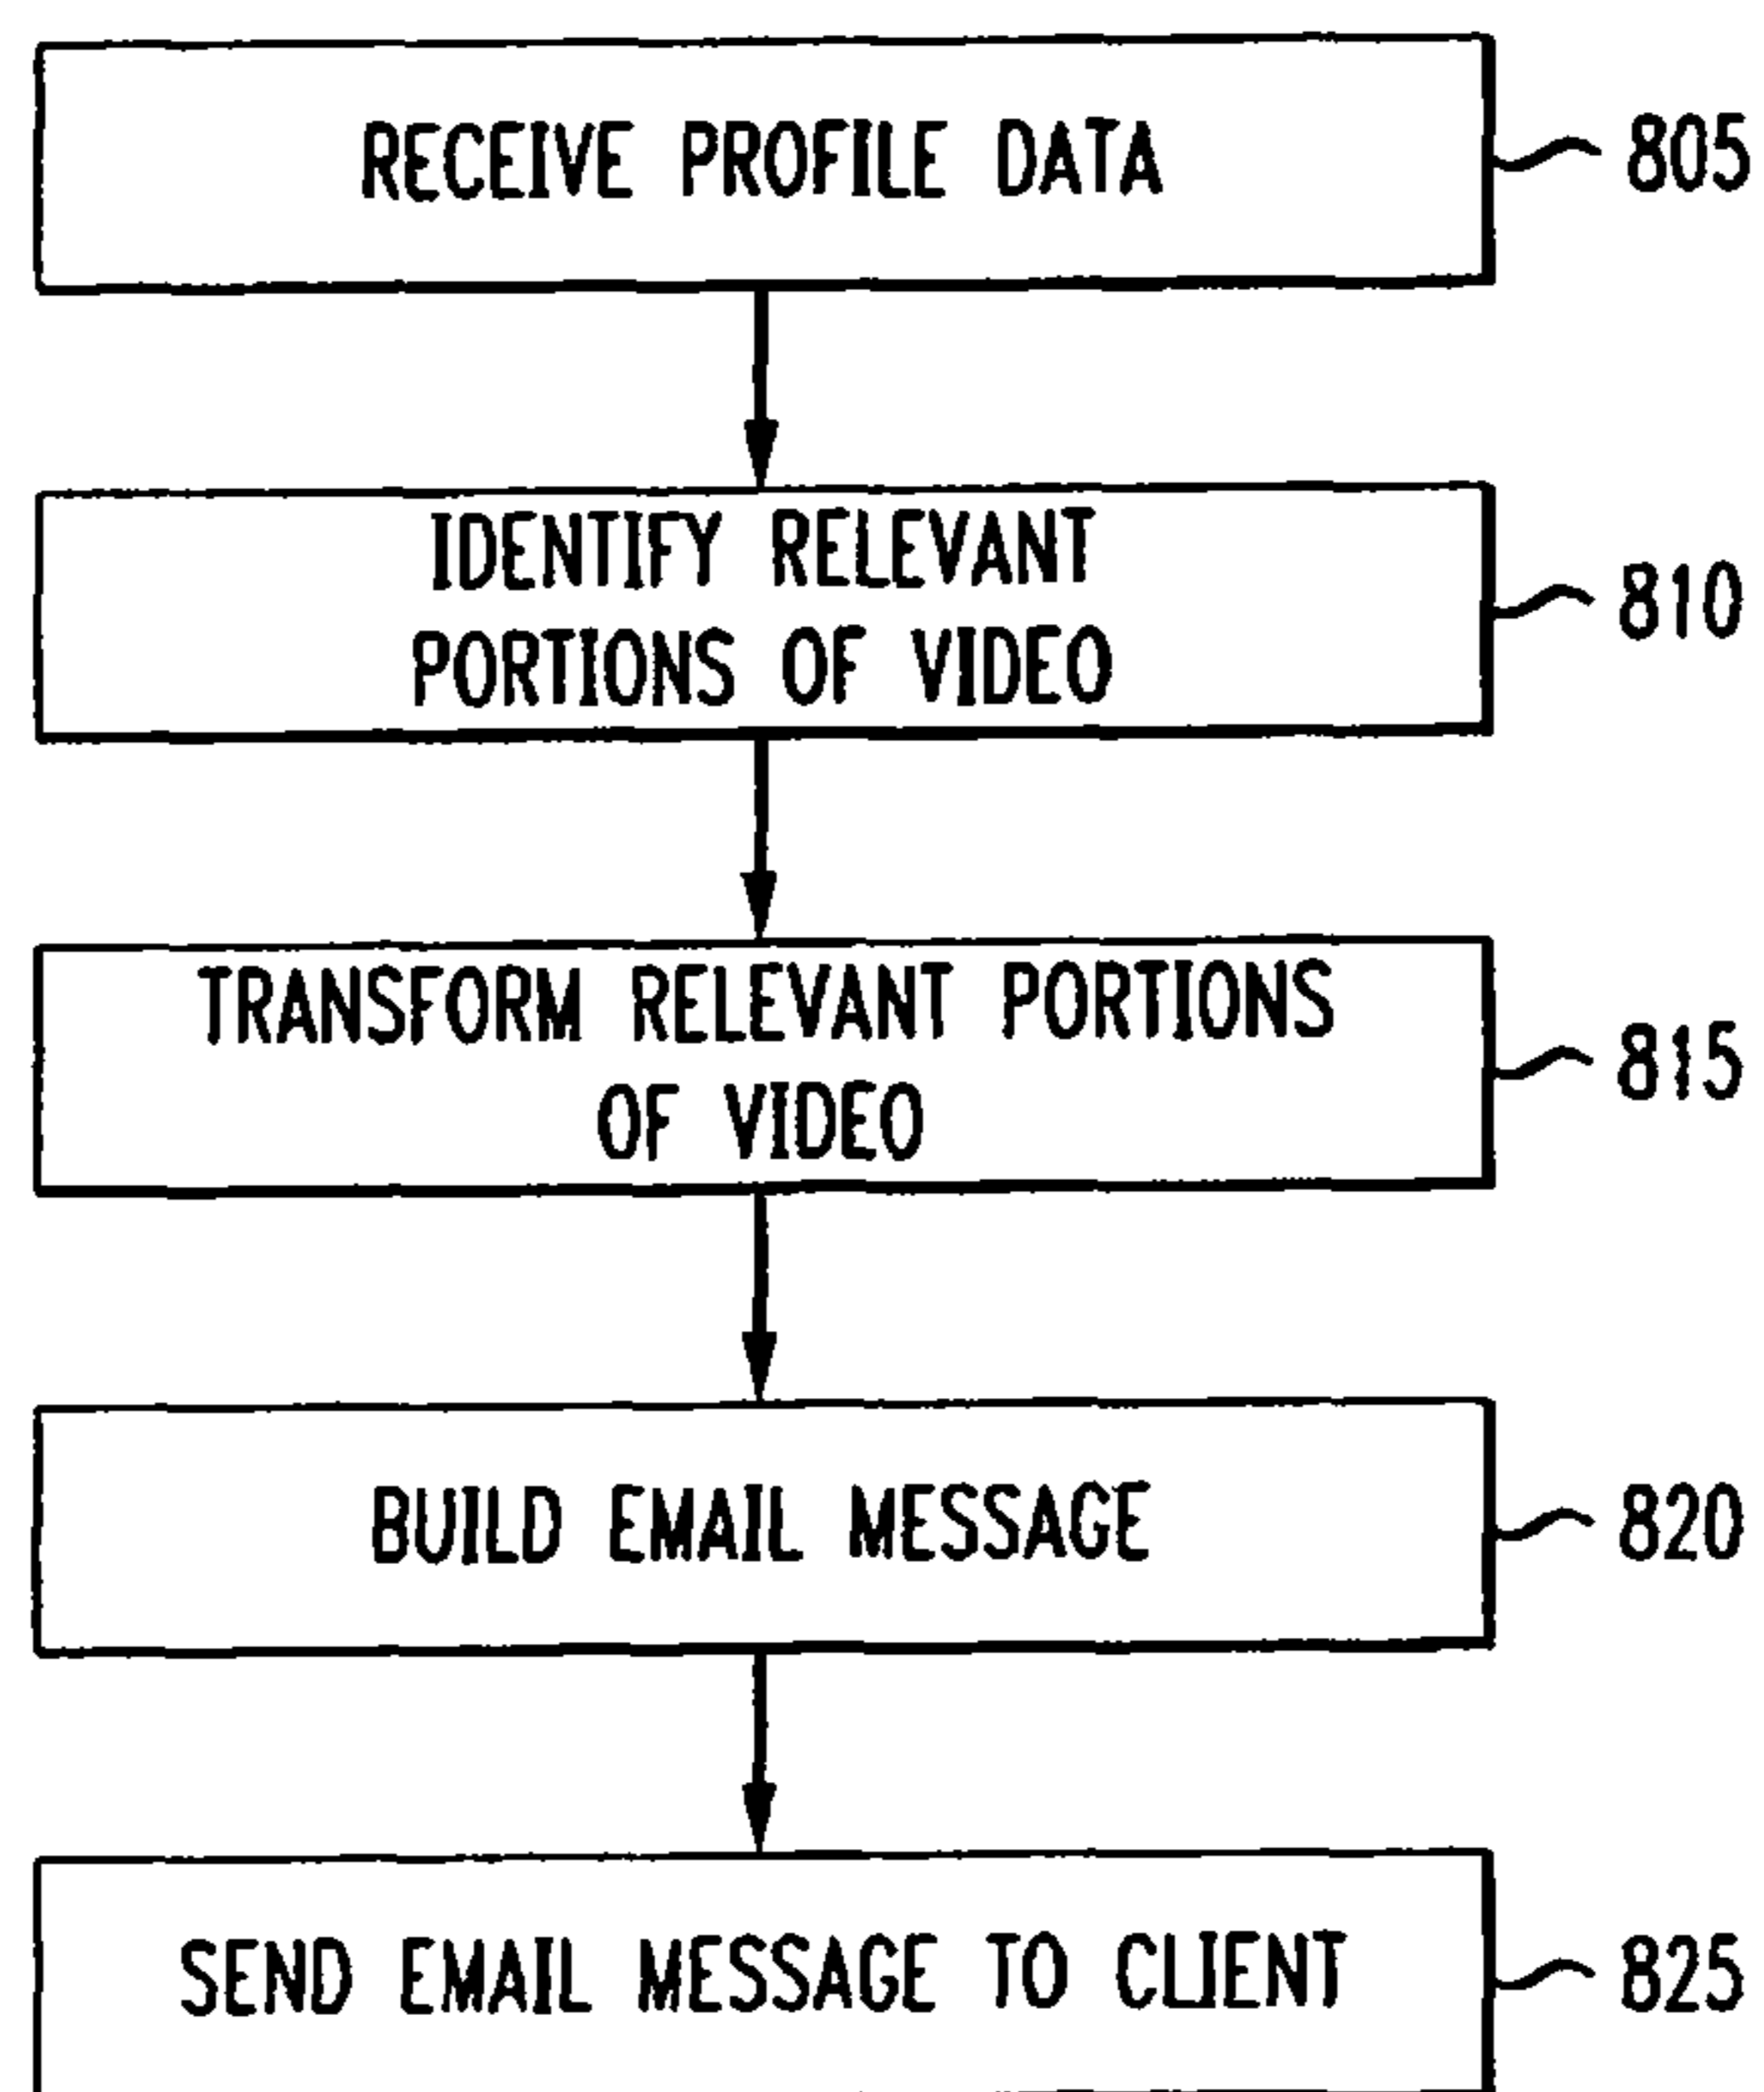 RECEIVE PROFILE DATA
805
IDENTIFY RELEVANT
PORTIONS OF VIDEO
810
TRANSFORM RELEVANT PORTIONS
OF VIDEO
815
BUILD EMAIL MESSAGE
820
SEND EMAIL MESSAGE TO CLIENT
825